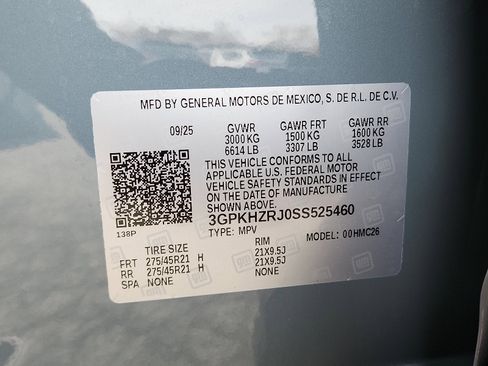 MFD BY GENERAL MOTORS DE MEXICO, S. DE R.L. DE C.V.
09/25 GVWR GAWR FRT GAWR RR
3000 KG 1500 KG 1600 KG
6614 LB 3307 LB 3528 LB
THIS VEHICLE CONFORMS TO ALL
APPLICABLE U.S. FEDERAL MOTOR
VEHICLE SAFETY STANDARDS IN EFFECT
ON THE DATE OF MANUFACTURE
SHOWN ABOVE.
3GPKHZRJ0SS525460
138P TYPE: MPV MODEL: 00HMC26
TIRE SIZE RIM
FRT 275/45R21 H 21X9.5J
RR 275/45R21 H 21X9.5J
SPA NONE NONE